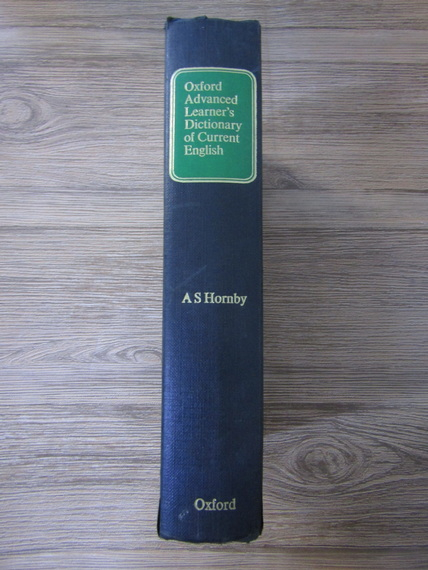 Oxford
Advanced
Learner's
Dictionary
of Current
English
A S Hornby
Oxford